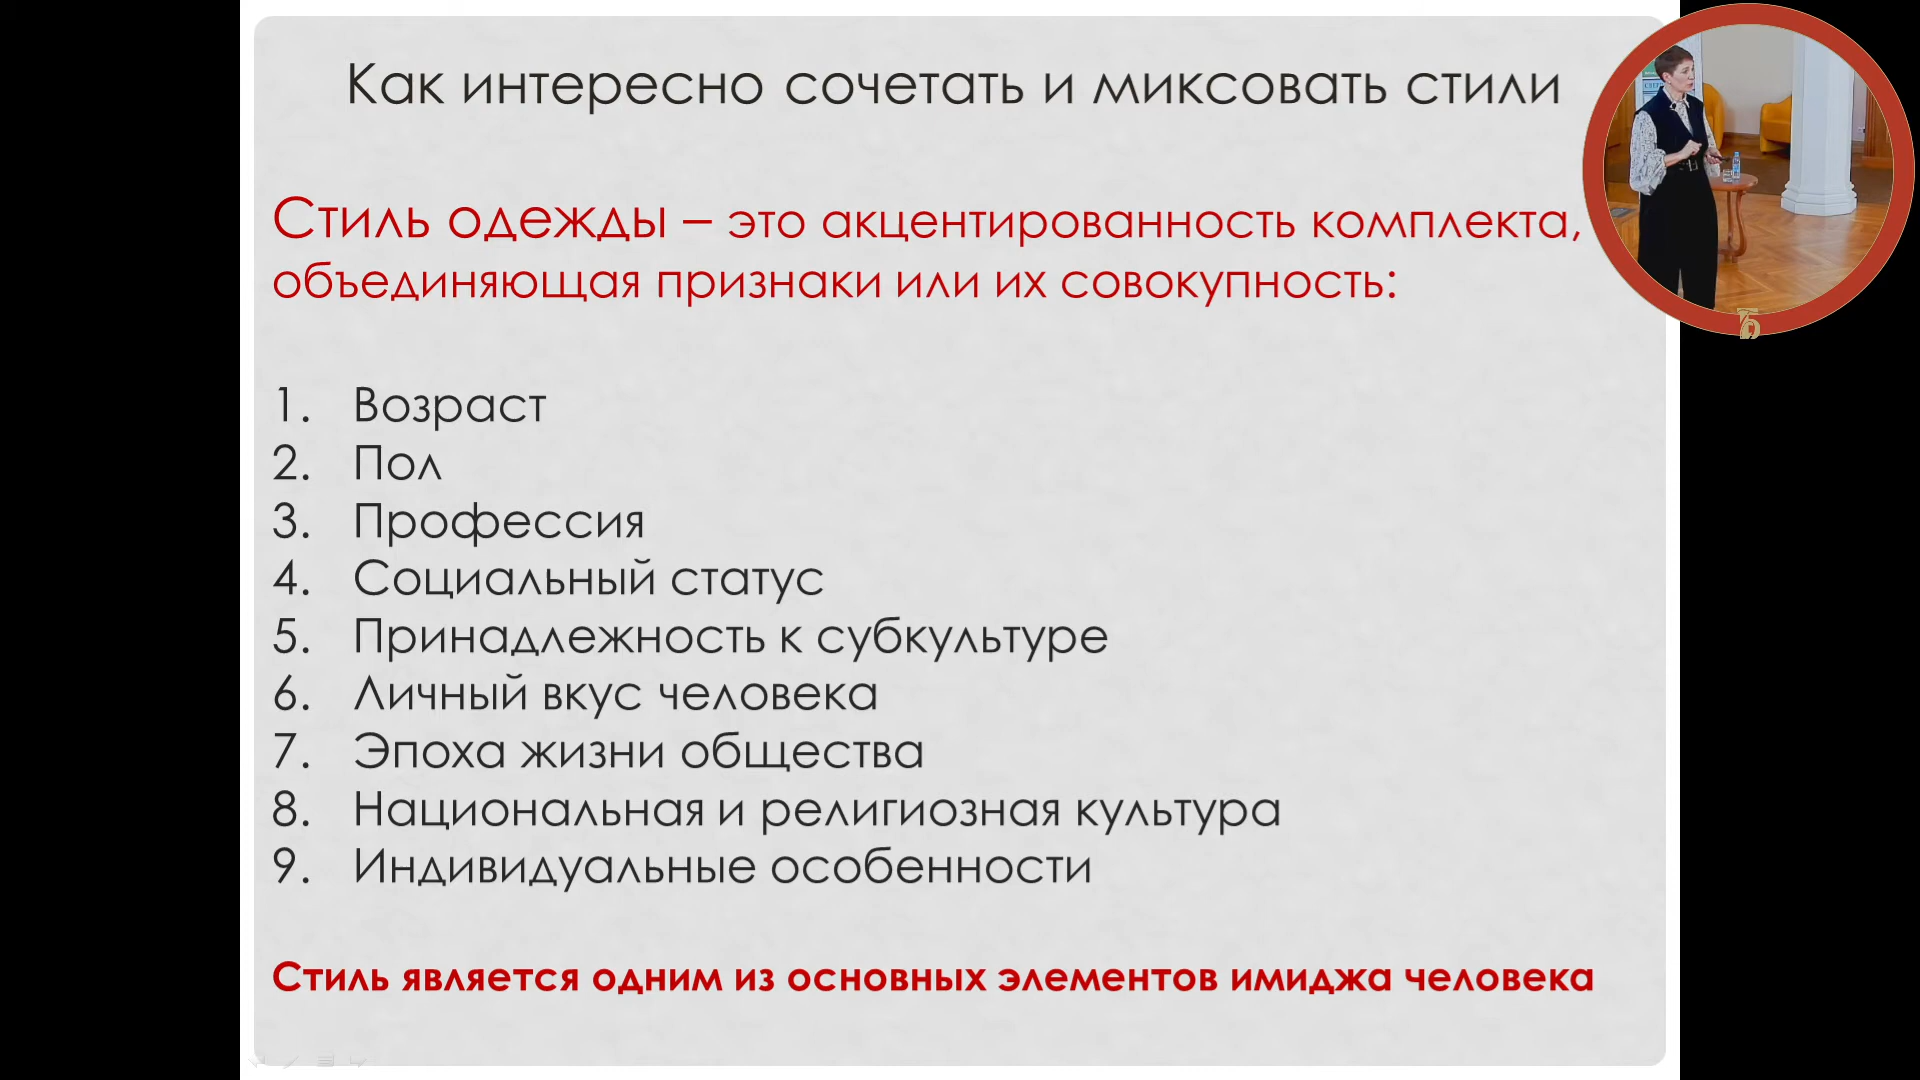 Как интересно сочетать и миксовать стили
Стиль одежды – это акцентированность комплекта,
объединяющая признаки или их совокупность:
1. Возраст
2. Пол
3. Профессия
4. Социальный статус
5. Принадлежность к субкультуре
6. Личный вкус человека
7. Эпоха жизни общества
8. Национальная и религиозная культура
9. Индивидуальные особенности
Стиль является одним из основных элементов имиджа человека